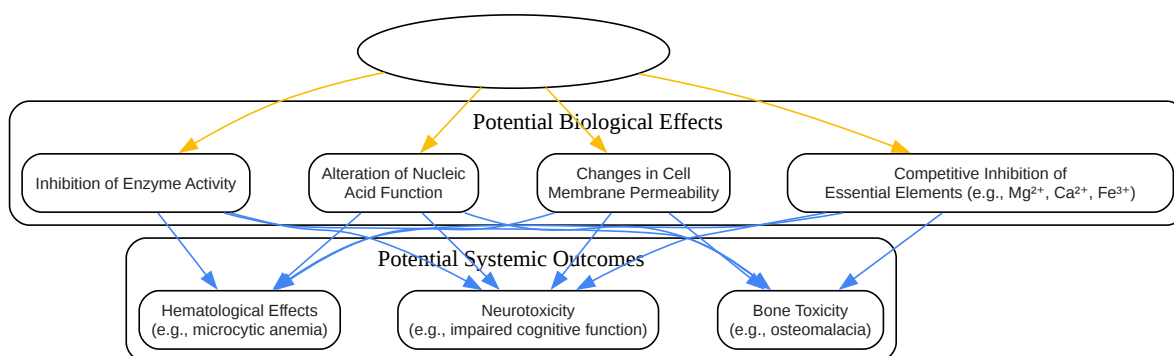 Potential Biological Effects
Inhibition of Enzyme Activity
Alteration of Nucleic
Acid Function
Changes in Cell
Membrane Permeability
Competitive Inhibition of
Essential Elements (e.g., Mg²⁺, Ca²⁺, Fe³⁺)
Potential Systemic Outcomes
Hematological Effects
(e.g., microcytic anemia)
Neurotoxicity
(e.g., impaired cognitive function)
Bone Toxicity
(e.g., osteomalacia)